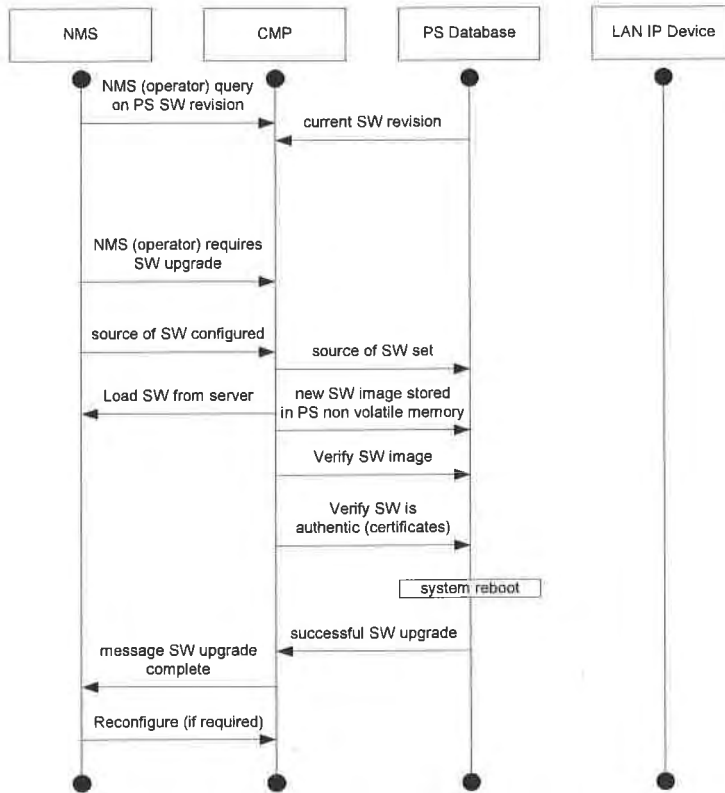 NMS
CMP
PS Database
LAN IP Device
NMS (operator) query
on PS SW revision
current SW revision
NMS (operator) requires
SW upgrade
source of SW configured
source of SW set
Load SW from server
new SW image stored
in PS non volatile memory
Verify SW image
Verify SW is
authentic (certificates)
system reboot
successful SW upgrade
message SW upgrade
complete
Reconfigure (if required)